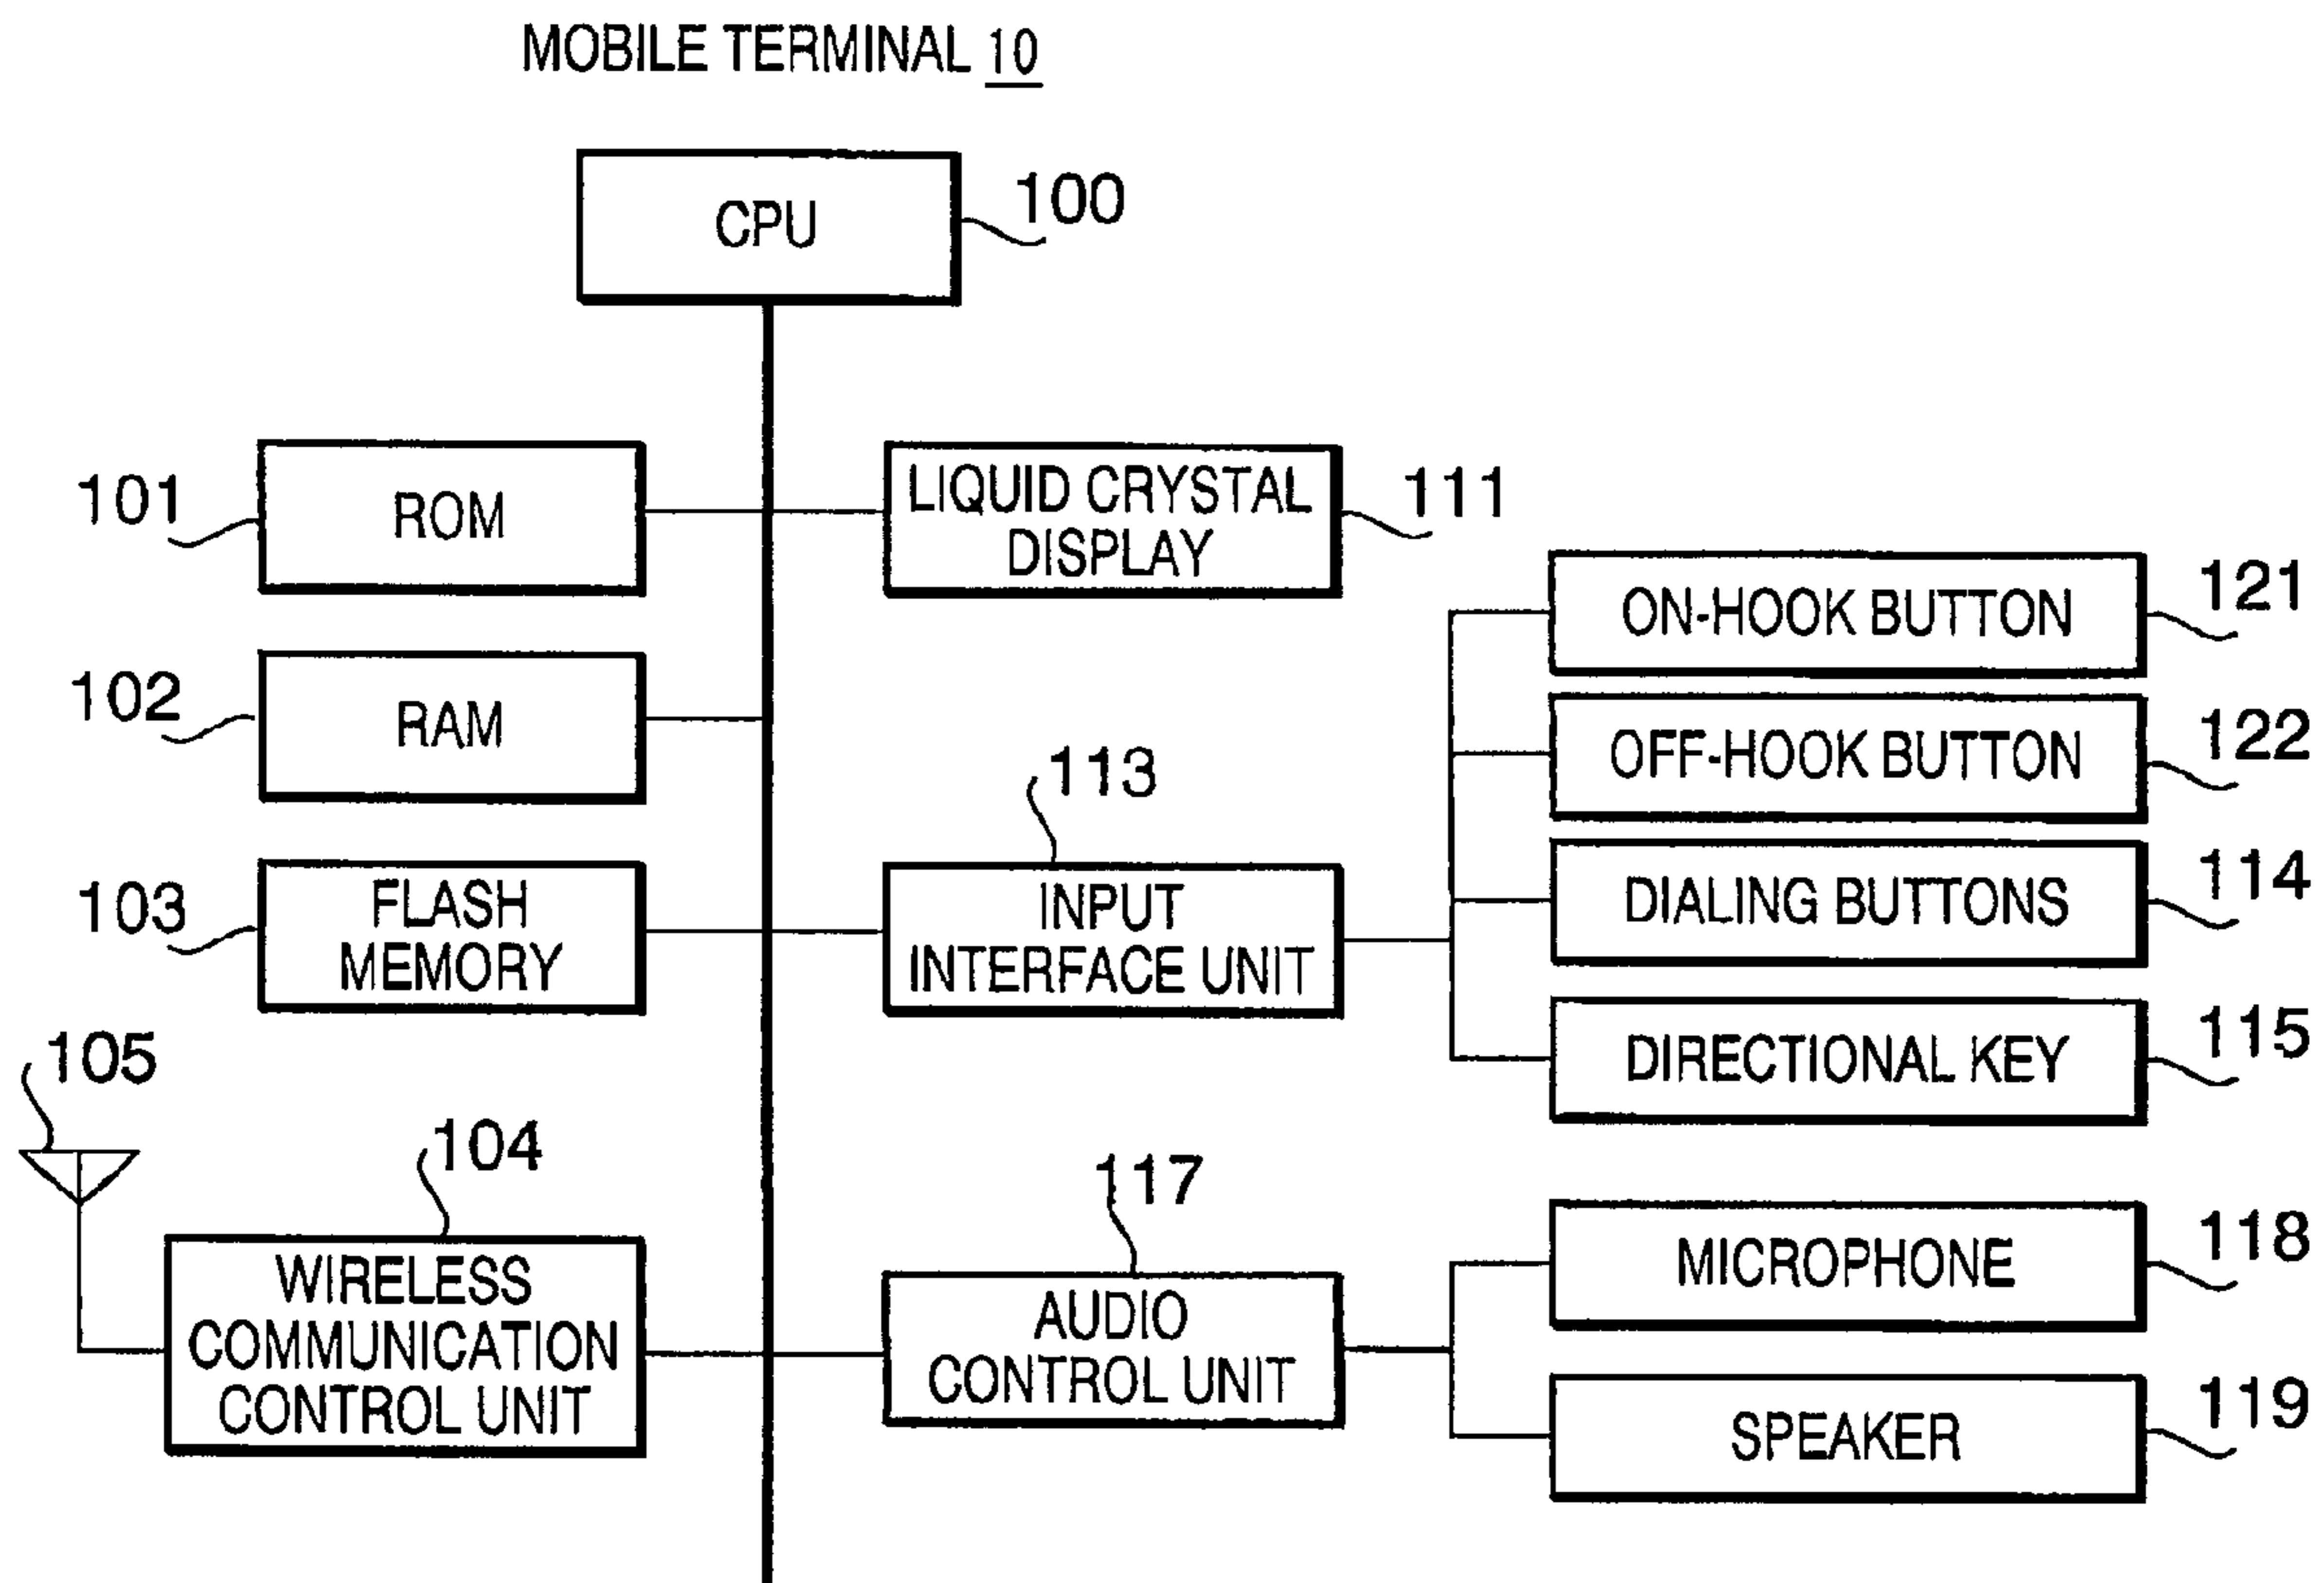 MOBILE TERMINAL 10
CPU
100
101
ROM
LIQUID CRYSTAL
DISPLAY
111
ON-HOOK BUTTON
121
102
RAM
OFF-HOOK BUTTON
122
113
103
FLASH
MEMORY
INPUT
INTERFACE UNIT
DIALING BUTTONS
114
DIRECTIONAL KEY
115
105
104
WIRELESS
COMMUNICATION
CONTROL UNIT
117
AUDIO
CONTROL UNIT
MICROPHONE
118
SPEAKER
119